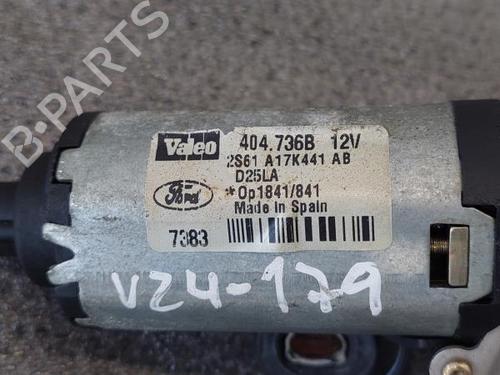 Valeo 404.736B 12V
2S61 A17K441 AB
D25LA
Ford *Op1841/841
Made in Spain
7383
V24-179
B-PARTS